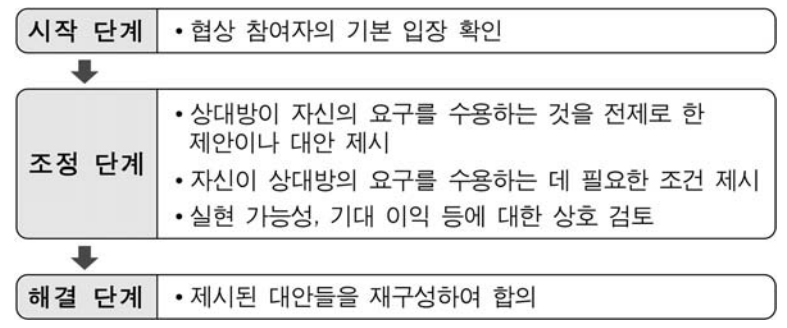 시작 단계 • 협상 참여자의 기본 입장 확인
조정 단계
• 상대방이 자신의 요구를 수용하는 것을 전제로 한
제안이나 대안 제시
• 자신이 상대방의 요구를 수용하는 데 필요한 조건 제시
• 실현 가능성, 기대 이익 등에 대한 상호 검토
해결 단계 • 제시된 대안들을 재구성하여 합의